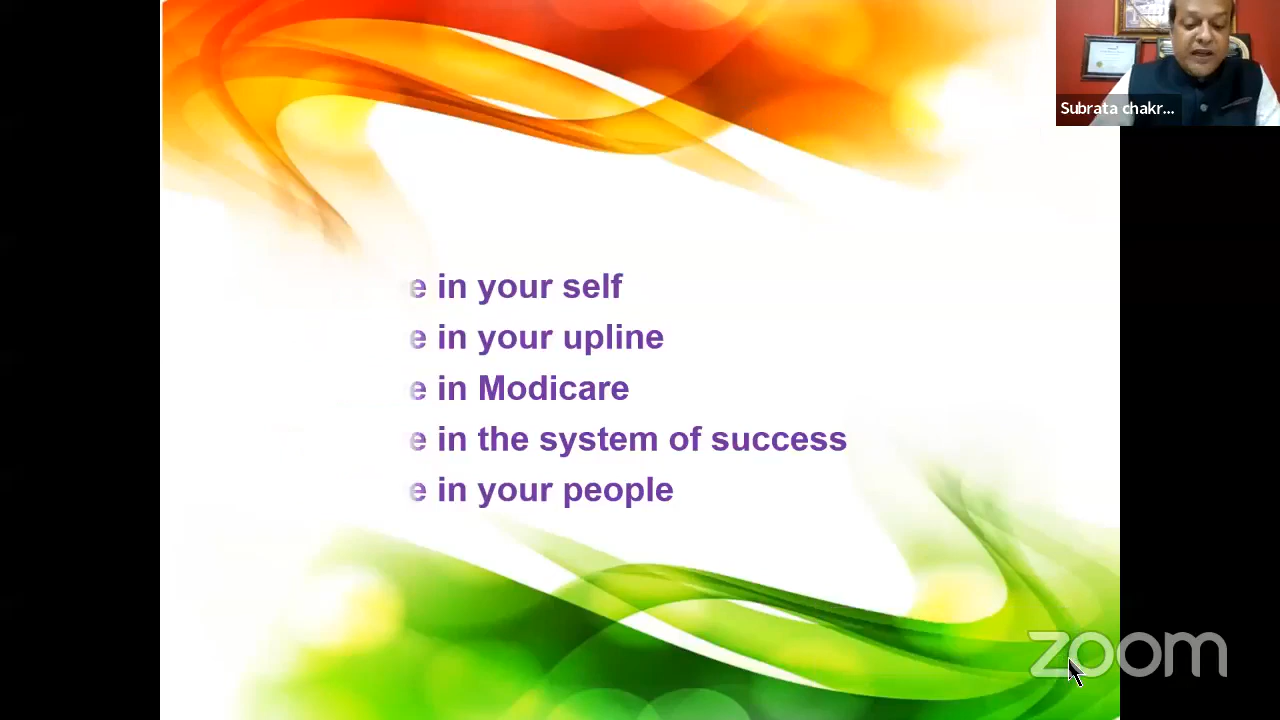 Subrata chakr...
e in your self
e in your upline
e in Modicare
e in the system of success
e in your people
zoom